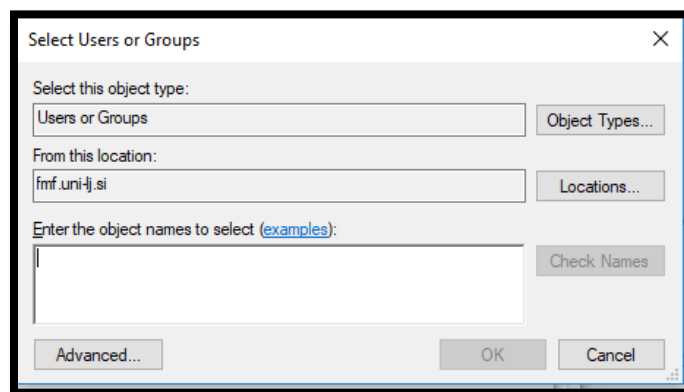 Select Users or Groups
Select this object type:
Users or Groups
Object Types...
From this location:
fmf.uni-lj.si
Locations...
Enter the object names to select (examples):
Check Names
Advanced...
OK
Cancel